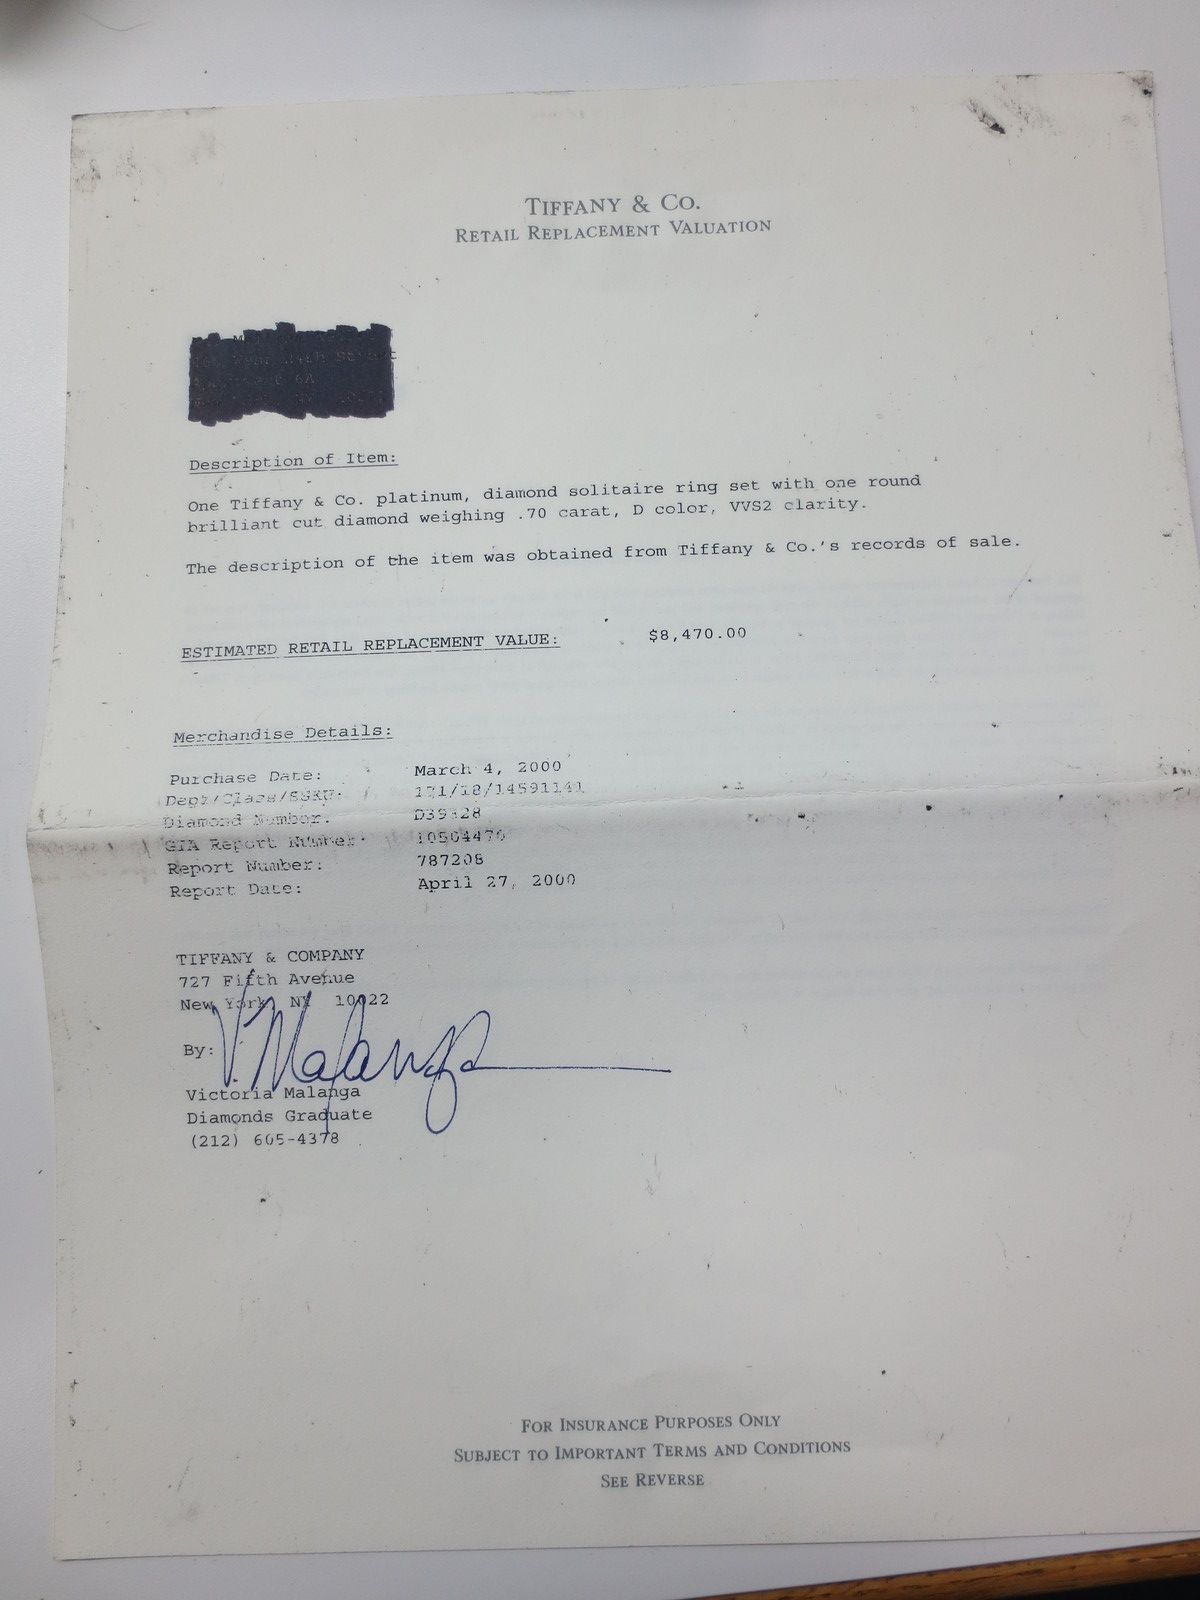 TIFFANY & CO.
RETAIL REPLACEMENT VALUATION
Description of Item:
One Tiffany & Co. platinum, diamond solitaire ring set with one round
brilliant cut diamond weighing .70 carat, D color, VVS2 clarity.
The description of the item was obtained from Tiffany & Co.'s records of sale.
ESTIMATED RETAIL REPLACEMENT VALUE: $8,470.00
Merchandise Details:
Purchase Date: March 4, 2000
Dept/Class/SSKU:
Diamond Number:
GIA Report Number:
Report Number: 787208
Report Date: April 27, 2000
TIFFANY & COMPANY
727 Fifth Avenue
New York NY 10022
By: V. Malanga
Victoria Malanga
Diamonds Graduate
(212) 605-4378
FOR INSURANCE PURPOSES ONLY
SUBJECT TO IMPORTANT TERMS AND CONDITIONS
SEE REVERSE